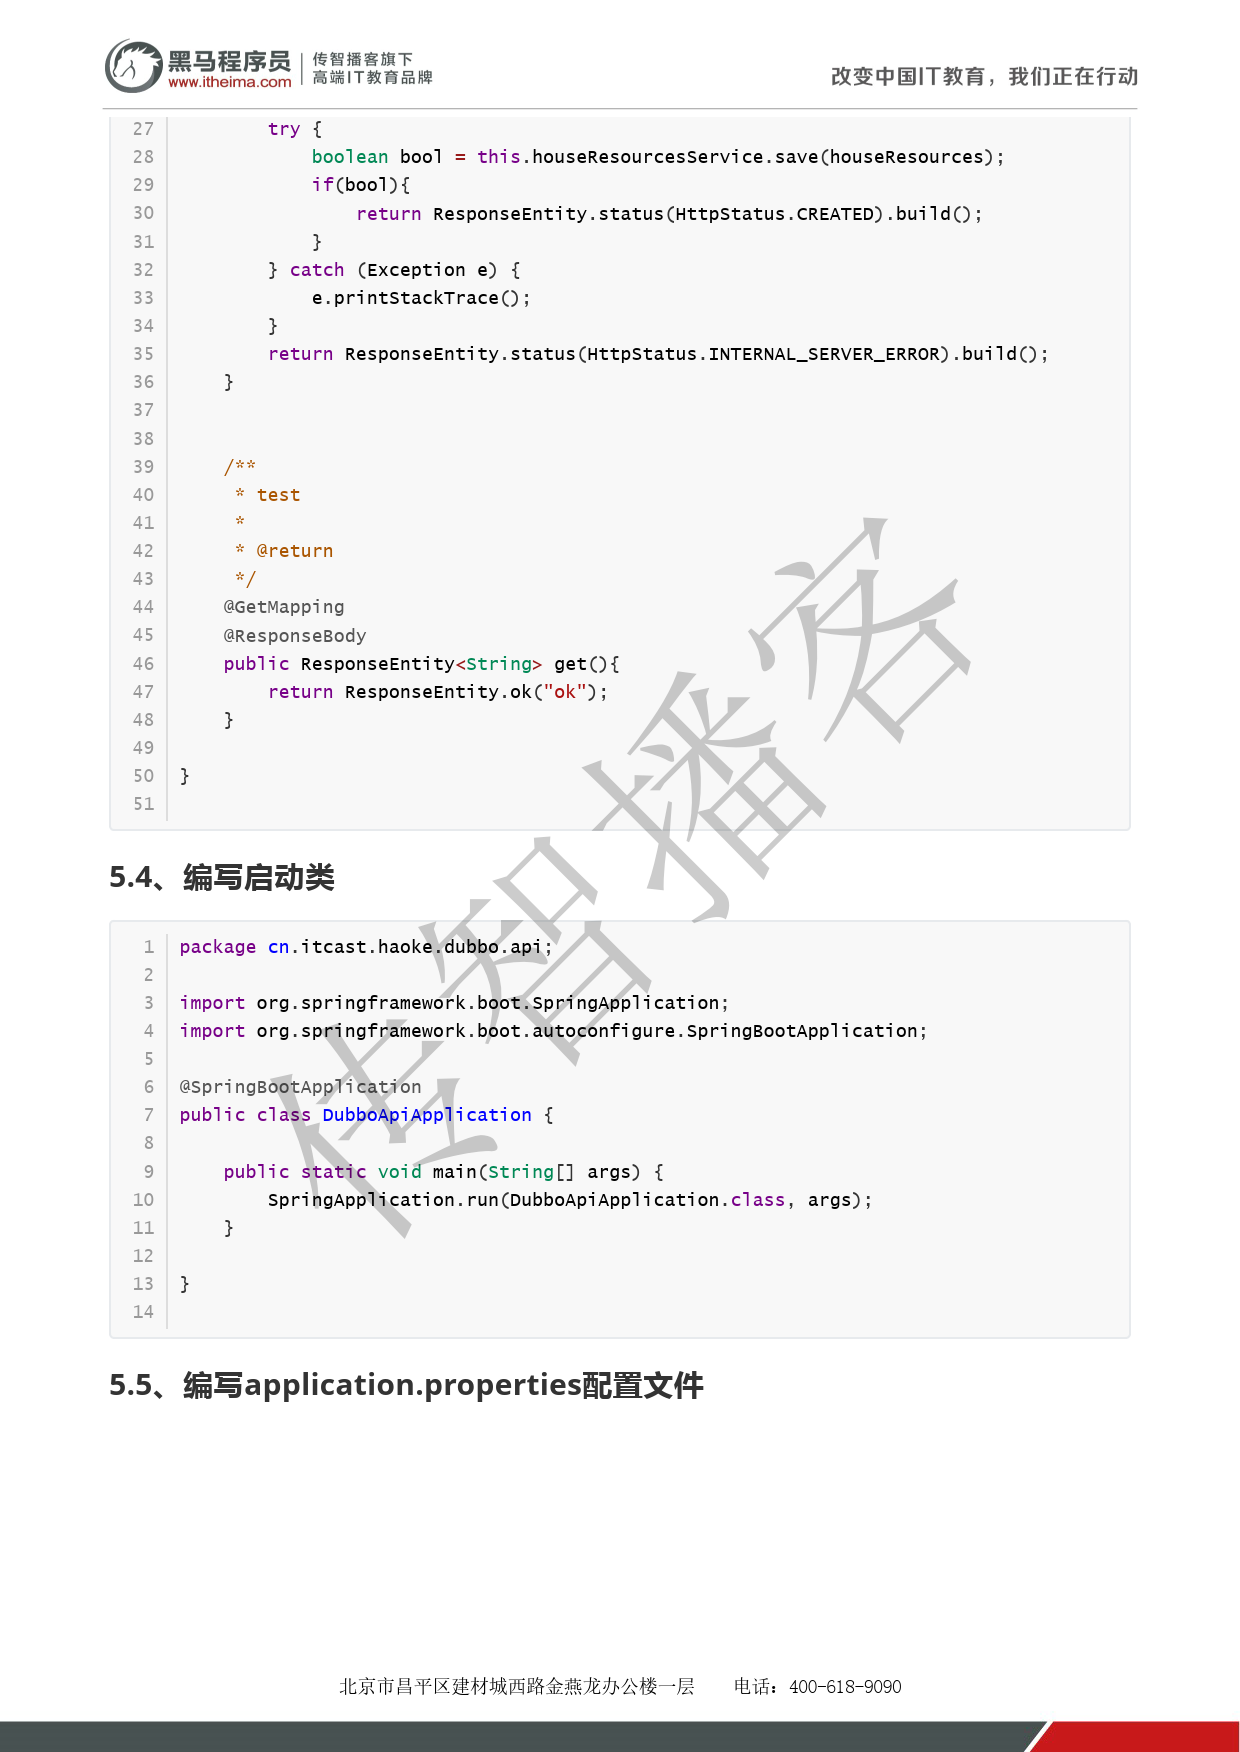 黑马程序员
www.itheima.com
传智播客旗下
高端IT教育品牌
改变中国IT教育，我们正在行动
27         try {
28             boolean bool = this.houseResourcesService.save(houseResources);
29             if(bool){
30                 return ResponseEntity.status(HttpStatus.CREATED).build();
31             }
32         } catch (Exception e) {
33             e.printStackTrace();
34         }
35         return ResponseEntity.status(HttpStatus.INTERNAL_SERVER_ERROR).build();
36     }
37
38
39     /**
40      * test
41      *
42      * @return
43      */
44     @GetMapping
45     @ResponseBody
46     public ResponseEntity<String> get(){
47         return ResponseEntity.ok("ok");
48     }
49
50 }
51
5.4、编写启动类
1 package cn.itcast.haoke.dubbo.api;
2
3 import org.springframework.boot.SpringApplication;
4 import org.springframework.boot.autoconfigure.SpringBootApplication;
5
6 @SpringBootApplication
7 public class DubboApiApplication {
8
9     public static void main(String[] args) {
10         SpringApplication.run(DubboApiApplication.class, args);
11     }
12
13 }
14
5.5、编写application.properties配置文件
传智播客
北京市昌平区建材城西路金燕龙办公楼一层 电话：400-618-9090